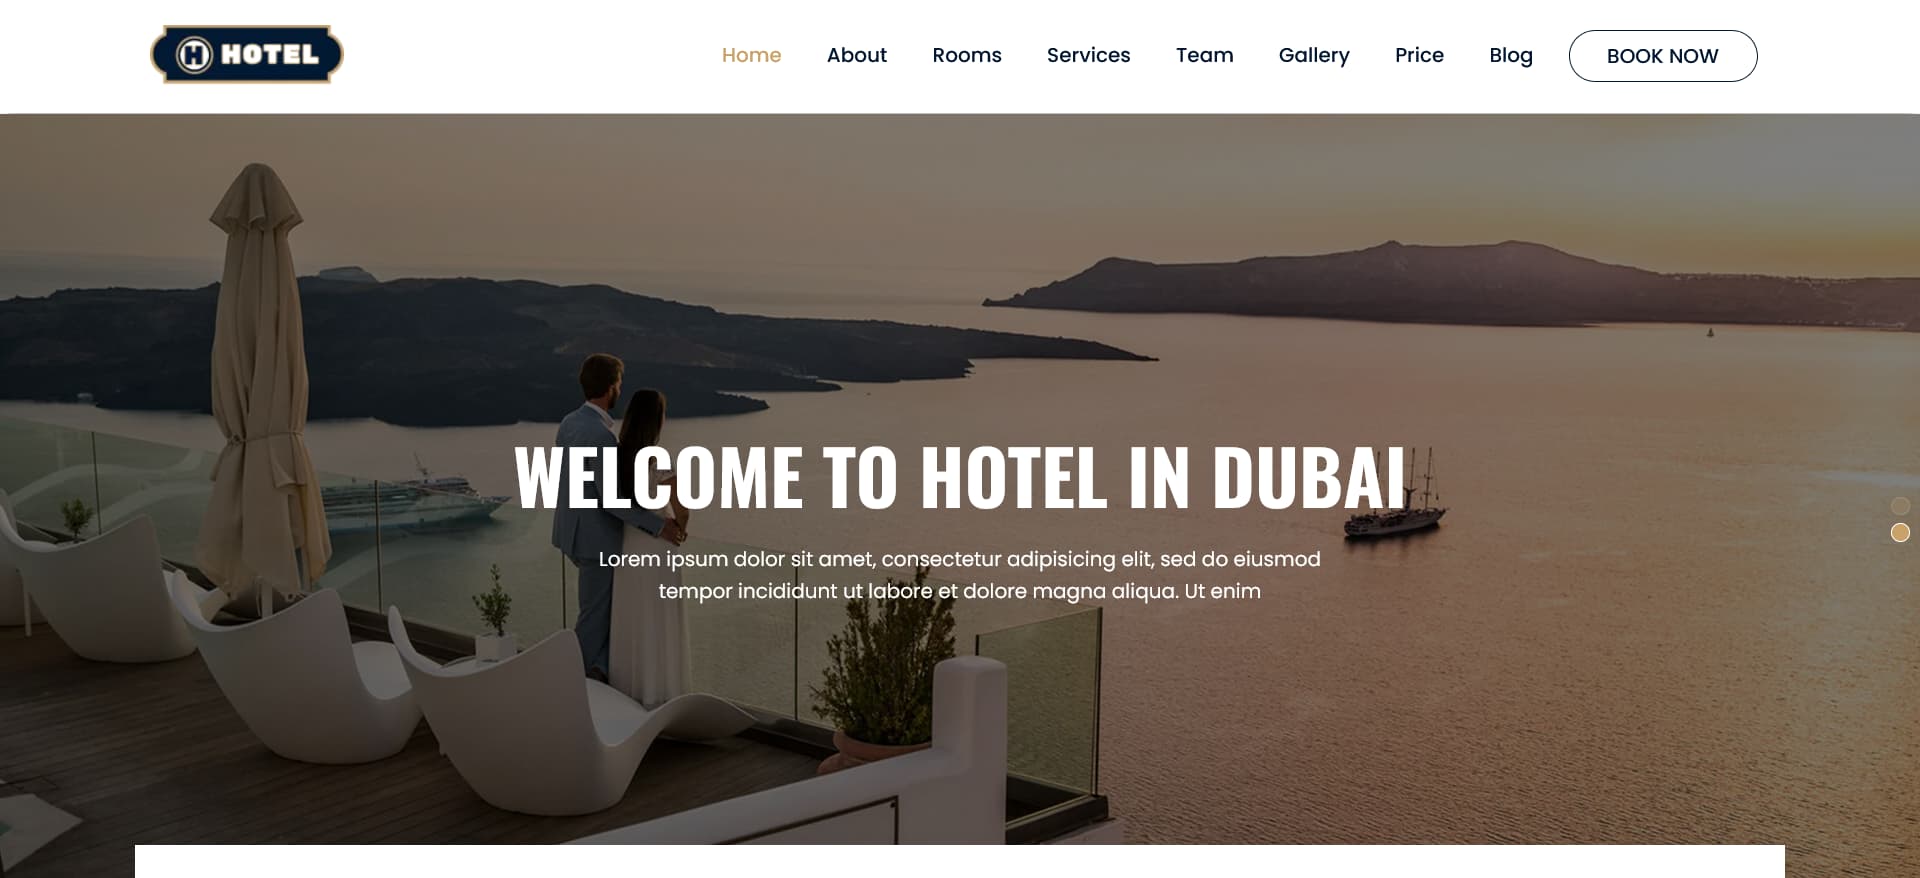 H HOTEL
Home About Rooms Services Team Gallery Price Blog BOOK NOW
WELCOME TO HOTEL IN DUBAI
Lorem ipsum dolor sit amet, consectetur adipisicing elit, sed do eiusmod
tempor incididunt ut labore et dolore magna aliqua. Ut enim